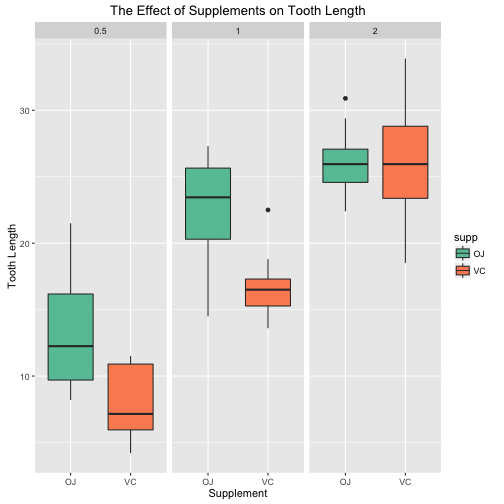 The Effect of Supplements on Tooth Length
0.5 1 2
30
20
10
Tooth Length
OJ VC OJ VC OJ VC
Supplement
supp
OJ
VC